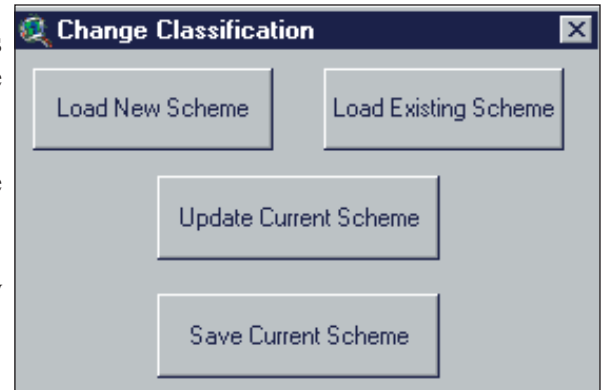 Change Classification
Load New Scheme
Load Existing Scheme
Update Current Scheme
Save Current Scheme